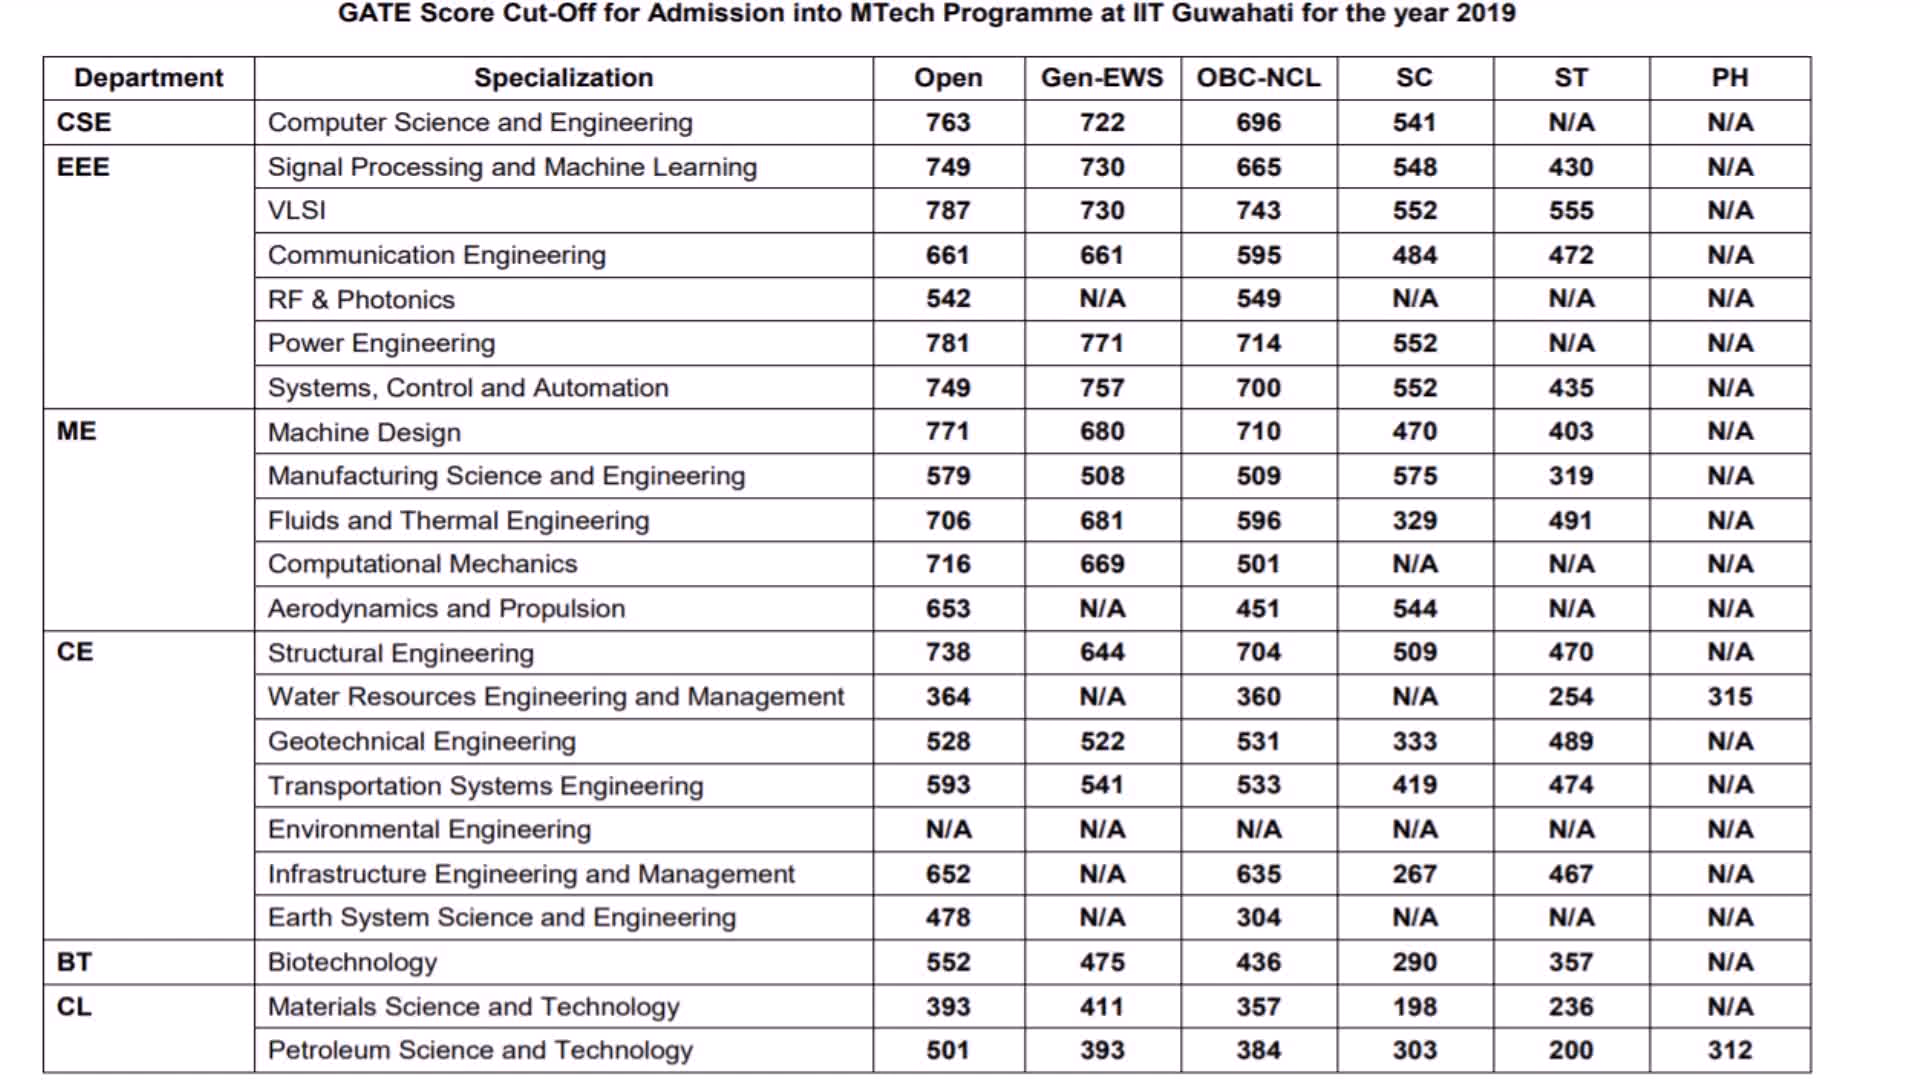 GATE Score Cut-Off for Admission into MTech Programme at IIT Guwahati for the year 2019
Department Specialization Open Gen-EWS OBC-NCL SC ST PH
CSE Computer Science and Engineering 763 722 696 541 N/A N/A
EEE Signal Processing and Machine Learning 749 730 665 548 430 N/A
VLSI 787 730 743 552 555 N/A
Communication Engineering 661 661 595 484 472 N/A
RF & Photonics 542 N/A 549 N/A N/A N/A
Power Engineering 781 771 714 552 N/A N/A
Systems, Control and Automation 749 757 700 552 435 N/A
ME Machine Design 771 680 710 470 403 N/A
Manufacturing Science and Engineering 579 508 509 575 319 N/A
Fluids and Thermal Engineering 706 681 596 329 491 N/A
Computational Mechanics 716 669 501 N/A N/A N/A
Aerodynamics and Propulsion 653 N/A 451 544 N/A N/A
CE Structural Engineering 738 644 704 509 470 N/A
Water Resources Engineering and Management 364 N/A 360 N/A 254 315
Geotechnical Engineering 528 522 531 333 489 N/A
Transportation Systems Engineering 593 541 533 419 474 N/A
Environmental Engineering N/A N/A N/A N/A N/A N/A
Infrastructure Engineering and Management 652 N/A 635 267 467 N/A
Earth System Science and Engineering 478 N/A 304 N/A N/A N/A
BT Biotechnology 552 475 436 290 357 N/A
CL Materials Science and Technology 393 411 357 198 236 N/A
Petroleum Science and Technology 501 393 384 303 200 312